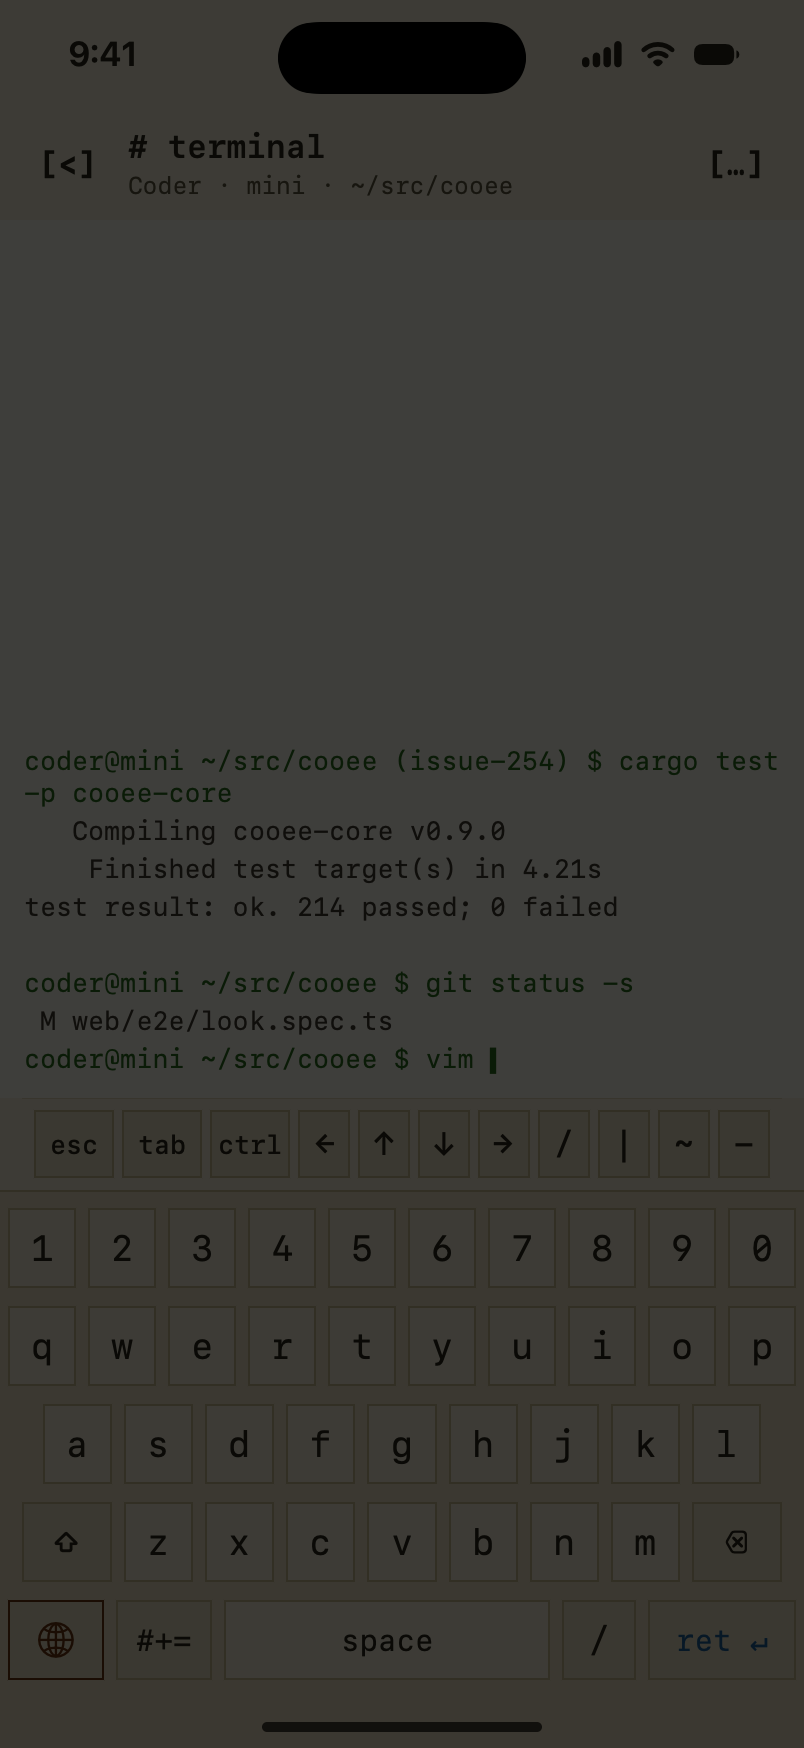 9:41
[<] # terminal […]
Coder · mini · ~/src/cooee
coder@mini ~/src/cooee (issue-254) $ cargo test
-p cooee-core
   Compiling cooee-core v0.9.0
    Finished test target(s) in 4.21s
test result: ok. 214 passed; 0 failed
coder@mini ~/src/cooee $ git status -s
 M web/e2e/look.spec.ts
coder@mini ~/src/cooee $ vim
esc tab ctrl ← ↑ ↓ → / | ~ -
1 2 3 4 5 6 7 8 9 0
q w e r t y u i o p
a s d f g h j k l
z x c v b n m
#+= space / ret ↵